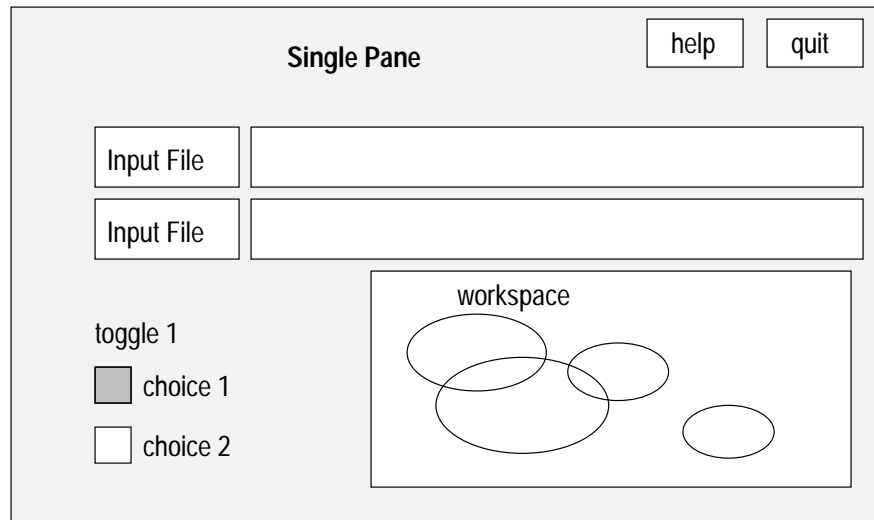 Single Pane
help
quit
Input File
Input File
workspace
toggle 1
choice 1
choice 2